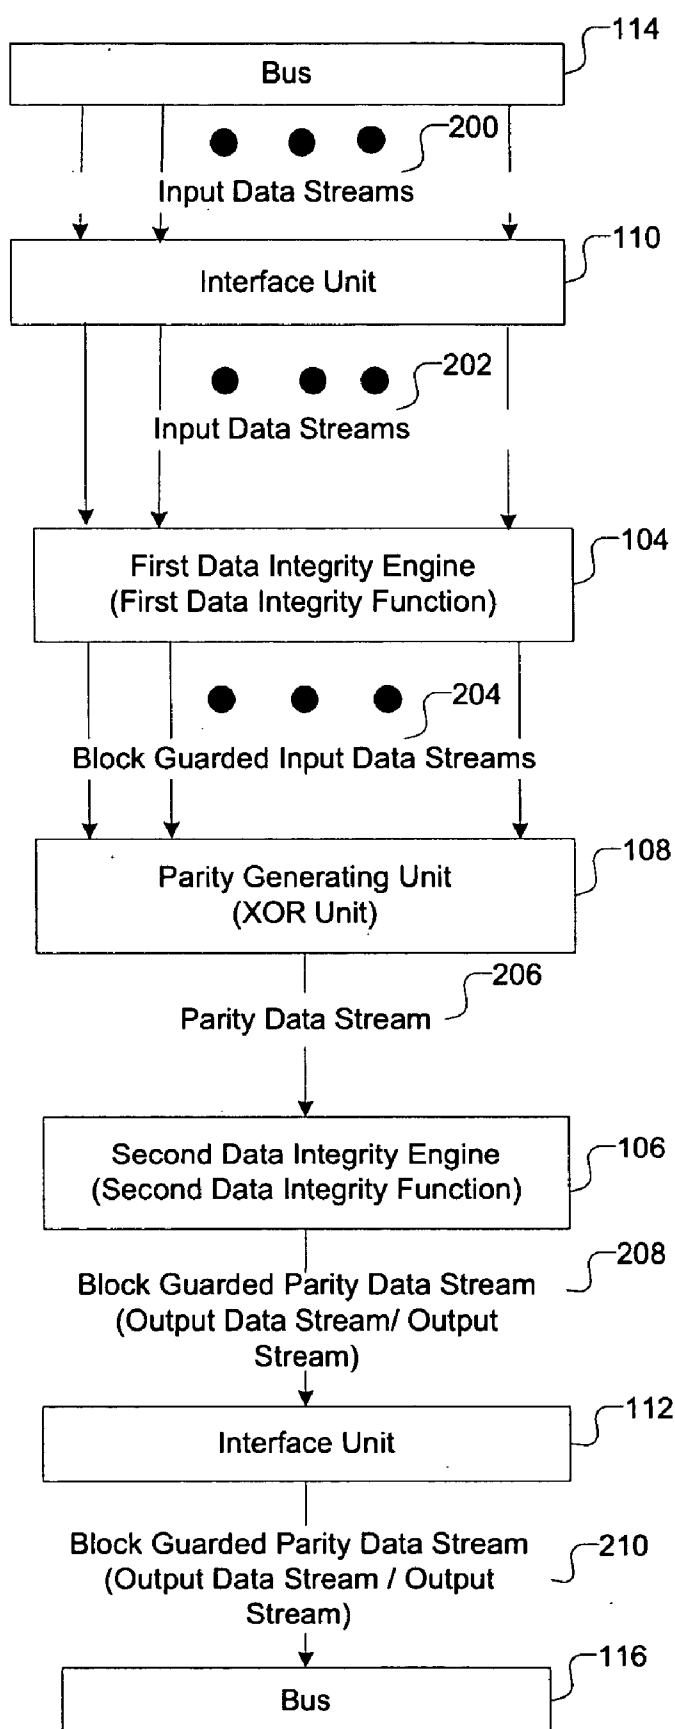 114
Bus
200
Input Data Streams
110
Interface Unit
202
Input Data Streams
104
First Data Integrity Engine
(First Data Integrity Function)
204
Block Guarded Input Data Streams
108
Parity Generating Unit
(XOR Unit)
206
Parity Data Stream
106
Second Data Integrity Engine
(Second Data Integrity Function)
208
Block Guarded Parity Data Stream
(Output Data Stream/ Output
Stream)
112
Interface Unit
Block Guarded Parity Data Stream
210
(Output Data Stream / Output
Stream)
116
Bus